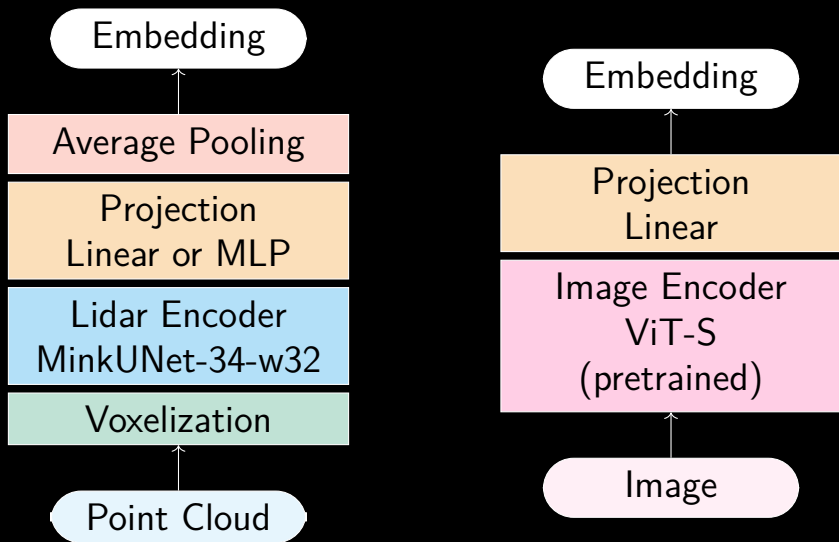 Embedding
Average Pooling
Projection
Linear or MLP
Lidar Encoder
MinkUNet-34-w32
Voxelization
Point Cloud
Embedding
Projection
Linear
Image Encoder
ViT-S
(pretrained)
Image